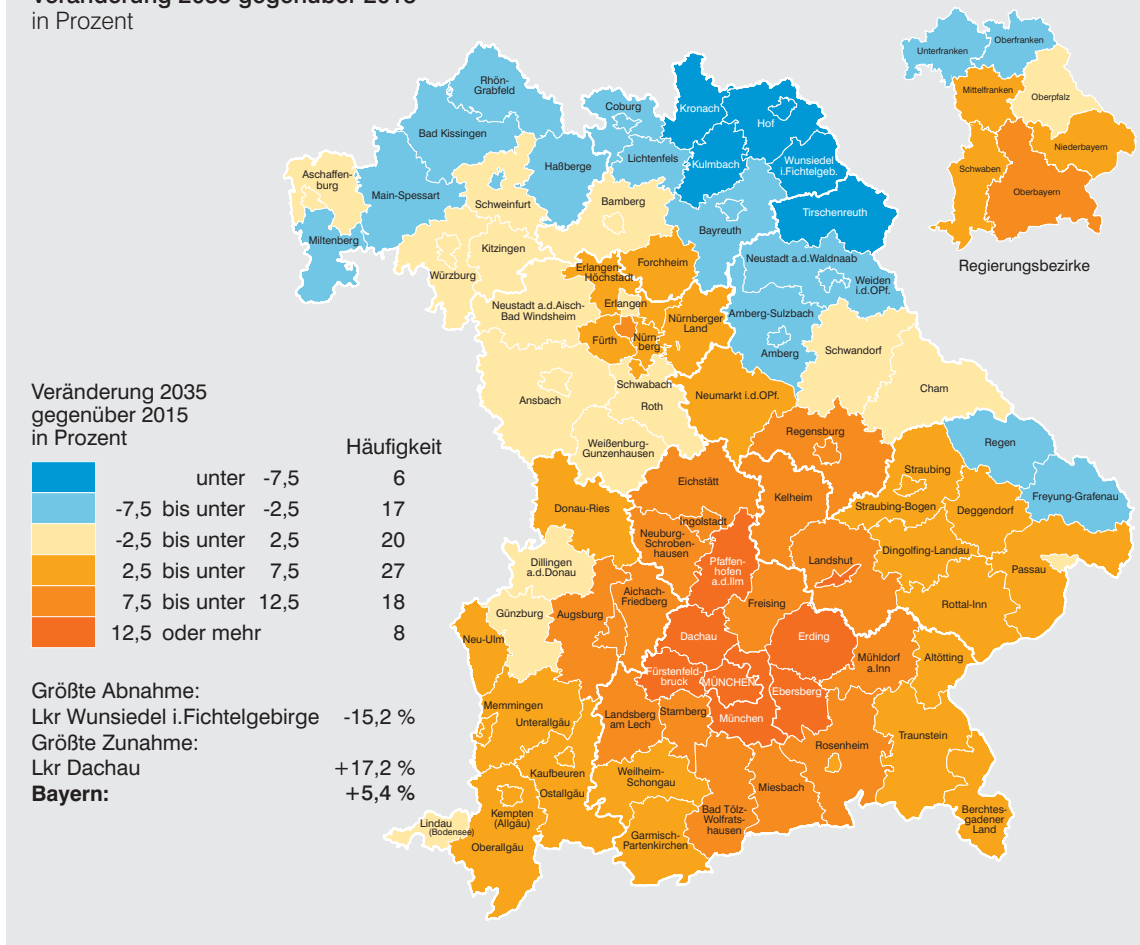 in Prozent
Unterfranken
Oberfranken
Mittelfranken
Oberpfalz
Niederbayern
Schwaben
Oberbayern
Regierungsbezirke
Rhön-
Grabfeld
Coburg
Kronach
Hof
Bad Kissingen
Lichtenfels
Kulmbach
Wunsiedel
i.Fichtelgeb.
Haßberge
Aschaffen-
burg
Main-Spessart
Schweinfurt
Bamberg
Tirschenreuth
Bayreuth
Miltenberg
Kitzingen
Würzburg
Forchheim
Erlangen-
Höchstadt
Neustadt a.d.Waldnaab
Weiden
i.d.OPf.
Neustadt a.d.Aisch-
Bad Windsheim
Erlangen
Nürnberger
Land
Amberg-Sulzbach
Fürth
Nürn-
berg
Amberg
Schwandorf
Cham
Ansbach
Schwabach
Roth
Neumarkt i.d.OPf.
Weißenburg-
Gunzenhausen
Regensburg
Regen
Eichstätt
Kelheim
Straubing
Freyung-Grafenau
Donau-Ries
Straubing-Bogen
Deggendorf
Ingolstadt
Neuburg-
Schroben-
hausen
Dingolfing-Landau
Dillingen
a.d.Donau
Pfaffen-
hofen
a.d.Ilm
Landshut
Passau
Aichach-
Friedberg
Freising
Rottal-Inn
Günzburg
Augsburg
Neu-Ulm
Dachau
Erding
Mühldorf
a.Inn
Altötting
Fürstenfeld-
bruck
MÜNCHEN
Ebersberg
Memmingen
Unterallgäu
Landsberg
am Lech
Starnberg
München
Traunstein
Rosenheim
Kaufbeuren
Ostallgäu
Weilheim-
Schongau
Miesbach
Kempten
(Allgäu)
Bad Tölz-
Wolfrats-
hausen
Berchtes-
gadener
Land
Lindau
(Bodensee)
Oberallgäu
Garmisch-
Partenkirchen
Veränderung 2035
gegenüber 2015
in Prozent
Häufigkeit
unter -7,5 6
-7,5 bis unter -2,5 17
-2,5 bis unter 2,5 20
2,5 bis unter 7,5 27
7,5 bis unter 12,5 18
12,5 oder mehr 8
Größte Abnahme:
Lkr Wunsiedel i.Fichtelgebirge -15,2 %
Größte Zunahme:
Lkr Dachau +17,2 %
Bayern: +5,4 %